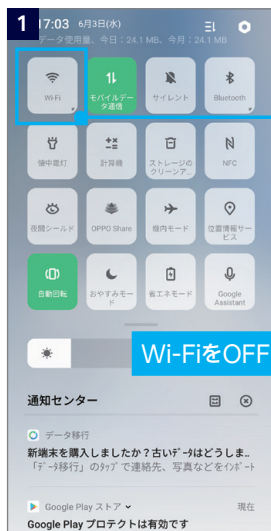 1
17:03 6月3日(水)
データ使用量、今日：24.1 MB、今月：24.1 MB
Wi-Fi
モバイルデータ通信
サイレント
Bluetooth
懐中電灯
計算機
ストレージのクリーンア...
NFC
夜間シールド
OPPO Share
機内モード
位置情報サービス
自動回転
おやすみモード
省エネモード
Google Assistant
Wi-FiをOFF
通知センター
データ移行
新端末を購入しましたか？古いﾃﾞｰﾀはどうしま..
「ﾃﾞｰﾀ移行」のﾀｯﾌﾟで連絡先、写真などをｲﾝﾎﾟｰﾄ
Google Play ストア 現在
Google Play プロテクトは有効です